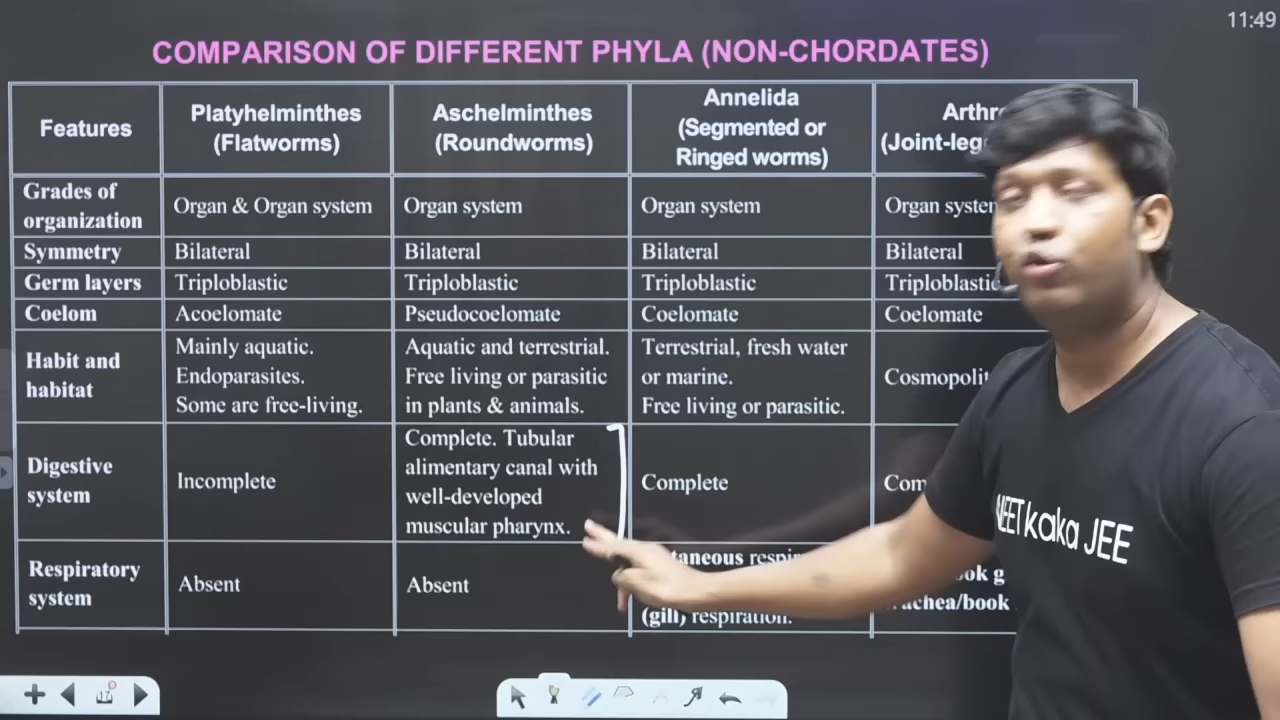 11:49
COMPARISON OF DIFFERENT PHYLA (NON-CHORDATES)
Features
Platyhelminthes
(Flatworms)
Aschelminthes
(Roundworms)
Annelida
(Segmented or
Ringed worms)
Grades of
organization
Organ & Organ system
Organ system
Organ system
Organ
Symmetry
Bilateral
Bilateral
Bilateral
Bilateral
Germ layers
Triploblastic
Triploblastic
Triploblastic
Triploblastic
Coelom
Acoelomate
Pseudocoelomate
Coelomate
Coelomate
Habit and
habitat
Mainly aquatic.
Endoparasites.
Some are free-living.
Aquatic and terrestrial.
Free living or parasitic
in plants & animals.
Terrestrial, fresh water
or marine.
Free living or parasitic.
Digestive
system
Incomplete
Complete. Tubular
alimentary canal with
well-developed
muscular pharynx.
Complete
Respiratory
system
Absent
Absent
(gill) respiration.
/book
NEET kaka JEE
17